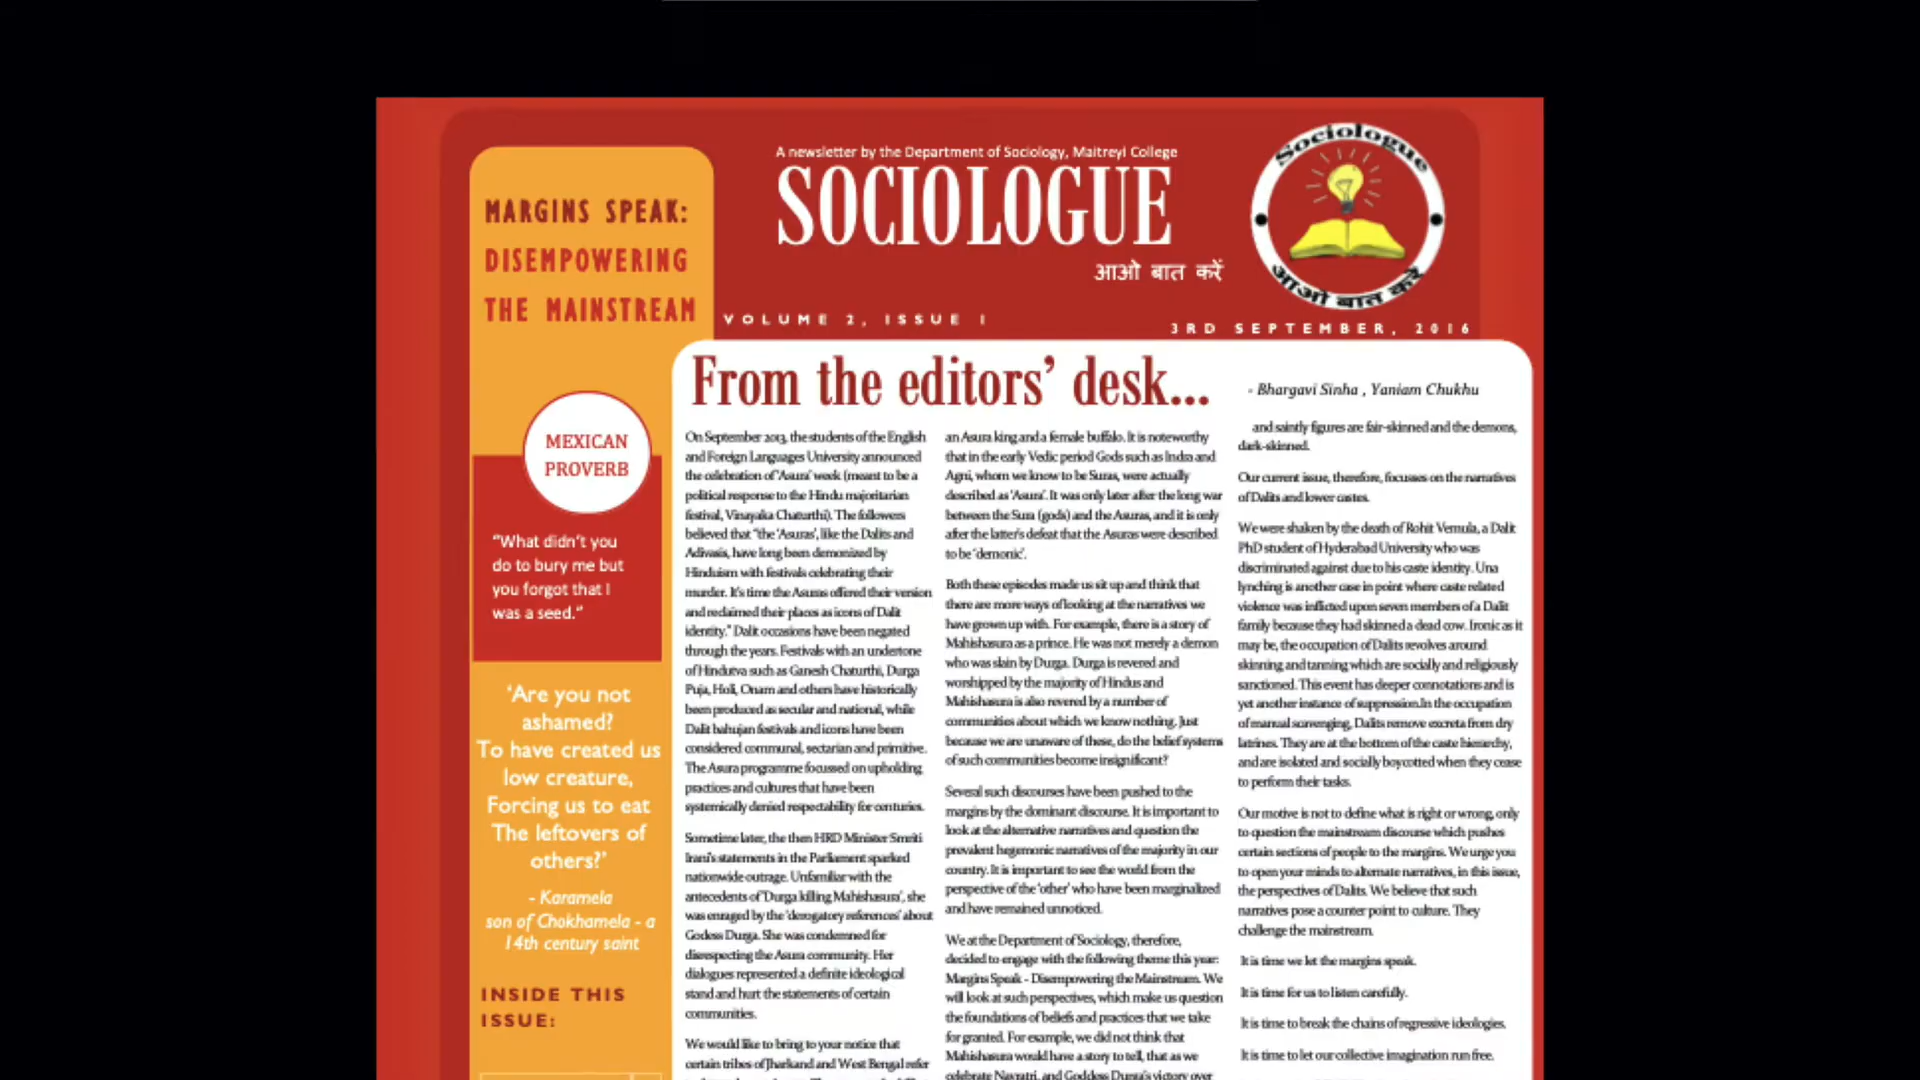 A newsletter by the Department of Sociology, Maitreyi College
SOCIOLOGUE
आओ बात करें
Sociologue
आओ बात करें
VOLUME 2, ISSUE 1
3RD SEPTEMBER, 2016
MARGINS SPEAK:
DISEMPOWERING
THE MAINSTREAM
MEXICAN
PROVERB
"What didn't you
do to bury me but
you forgot that I
was a seed."
'Are you not
ashamed?
To have created us
low creature,
Forcing us to eat
The leftovers of
others?'
- Karamela
son of Chokhamela - a
14th century saint
INSIDE THIS
ISSUE:
From the editors' desk...
- Bhargavi Sinha , Yaniam Chukhu
On September 2013, the students of the English
and Foreign Languages University announced
the celebration of 'Asura' week (meant to be a
political response to the Hindu majoritarian
festival, Vinayaka Chaturthi). The followers
believed that "the 'Asuras', like the Dalits and
Adivasis, have long been demonized by
Hinduism with festivals celebrating their
murder. It's time the Asuras offered their version
and reclaimed their places as icons of Dalit
identity." Dalit occasions have been negated
through the years. Festivals with an undertone
of Hindutva such as Ganesh Chaturthi, Durga
Puja, Holi, Onam and others have historically
been produced as secular and national, while
Dalit bahujan festivals and icons have been
considered communal, sectarian and primitive.
The Asura programme focussed on upholding
practices and cultures that have been
systemically denied respectability for centuries.
Sometime later, the then HRD Minister Smriti
Irani's statements in the Parliament sparked
nationwide outrage. Unfamiliar with the
antecedents of 'Durga killing Mahishasura', she
was enraged by the 'derogatory references' about
Godess Durga. She was condemned for
disrespecting the Asura community. Her
dialogues represented a definite ideological
stand and hurt the statements of certain
communities.
We would like to bring to your notice that
certain tribes of Jharkand and West Bengal refer
an Asura king and a female buffalo. It is noteworthy
that in the early Vedic period Gods such as Indra and
Agni, whom we know to be Suras, were actually
described as 'Asura'. It was only later after the long war
between the Sura (gods) and the Asuras, and it is only
after the latter's defeat that the Asuras were described
to be 'demonic'.
Both these episodes made us sit up and think that
there are more ways of looking at the narratives we
have grown up with. For example, there is a story of
Mahishasura as a prince. He was not merely a demon
who was slain by Durga. Durga is revered and
worshipped by the majority of Hindus and
Mahishasura is also revered by a number of
communities about which we know nothing. Just
because we are unaware of these, do the belief systems
of such communities become insignificant?
Several such discourses have been pushed to the
margins by the dominant discourse. It is important to
look at the alternative narratives and question the
prevalent hegemonic narratives of the majority in our
country. It is important to see the world from the
perspective of the 'other' who have been marginalized
and have remained unnoticed.
We at the Department of Sociology, therefore,
decided to engage with the following theme this year:
Margins Speak - Disempowering the Mainstream. We
will look at such perspectives, which make us question
the foundations of beliefs and practices that we take
for granted. For example, we did not think that
Mahishasura would have a story to tell, that as we
celebrate Navratri, and Goddess Durga's victory over
and saintly figures are fair-skinned and the demons,
dark-skinned.
Our current issue, therefore, focusses on the narratives
of Dalits and lower castes.
We were shaken by the death of Rohit Vemula, a Dalit
PhD student of Hyderabad University who was
discriminated against due to his caste identity. Una
lynching is another case in point where caste related
violence was inflicted upon seven members of a Dalit
family because they had skinned a dead cow. Ironic as it
may be, the occupation of Dalits revolves around
skinning and tanning which are socially and religiously
sanctioned. This event has deeper connotations and is
yet another instance of suppression.In the occupation
of manual scavenging, Dalits remove excreta from dry
latrines. They are at the bottom of the caste hierarchy,
and are isolated and socially boycotted when they cease
to perform their tasks.
Our motive is not to define what is right or wrong, only
to question the mainstream discourse which pushes
certain sections of people to the margins. We urge you
to open your minds to alternate narratives, in this issue,
the perspectives of Dalits. We believe that such
narratives pose a counter point to culture. They
challenge the mainstream.
It is time we let the margins speak.
It is time for us to listen carefully.
It is time to break the chains of regressive ideologies.
It is time to let our collective imagination run free.